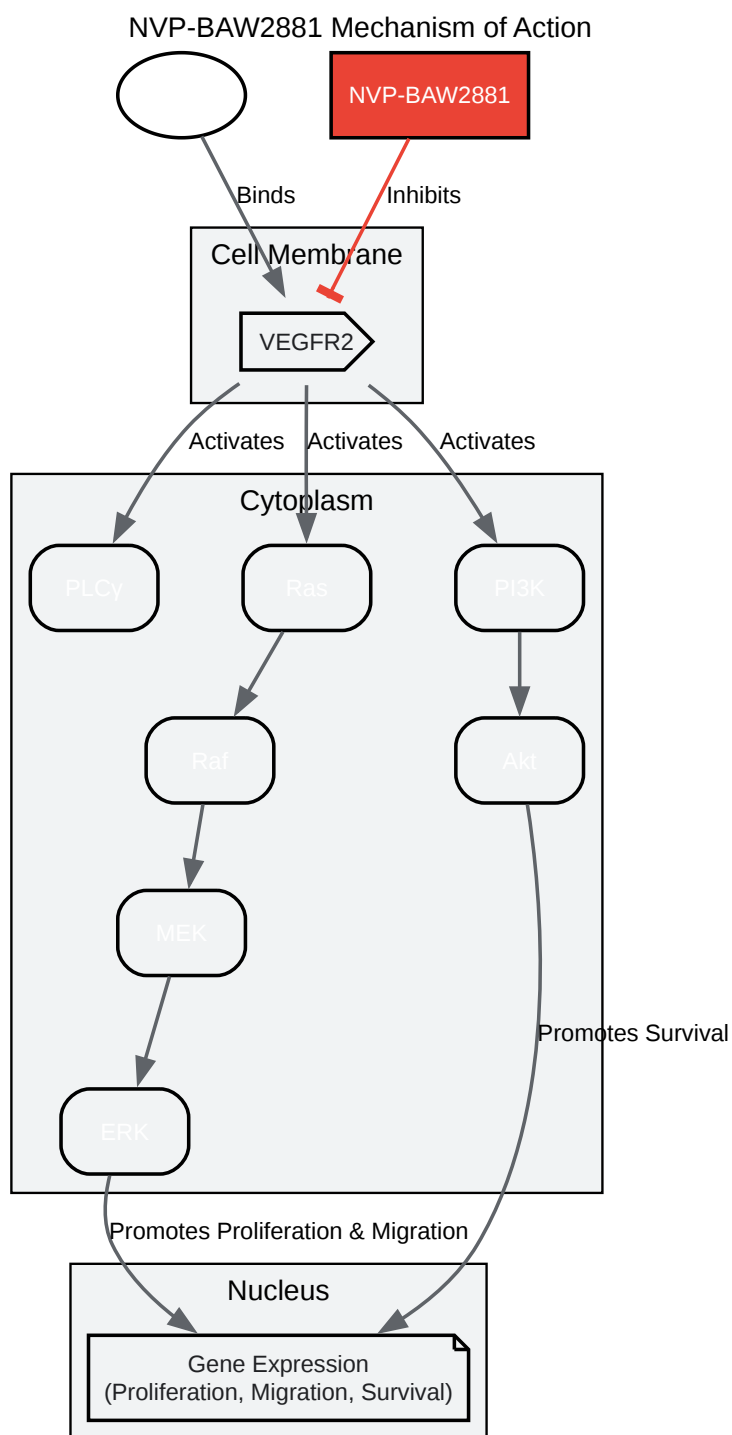 NVP-BAW2881 Mechanism of Action
NVP-BAW2881
Binds
Inhibits
Cell Membrane
VEGFR2
Activates
Activates
Activates
Cytoplasm
PLCγ
Ras
PI3K
Raf
Akt
MEK
Promotes Survival
ERK
Promotes Proliferation & Migration
Nucleus
Gene Expression
(Proliferation, Migration, Survival)